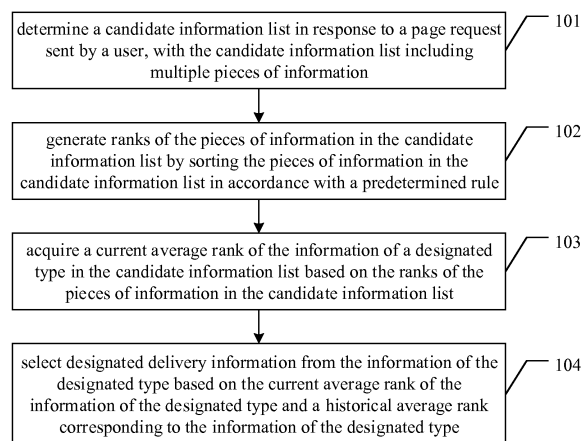 determine a candidate information list in response to a page request
sent by a user, with the candidate information list including
multiple pieces of information
101
generate ranks of the pieces of information in the candidate
information list by sorting the pieces of information in the
candidate information list in accordance with a predetermined rule
102
acquire a current average rank of the information of a designated
type in the candidate information list based on the ranks of the
pieces of information in the candidate information list
103
select designated delivery information from the information of the
designated type based on the current average rank of the
information of the designated type and a historical average rank
corresponding to the information of the designated type
104